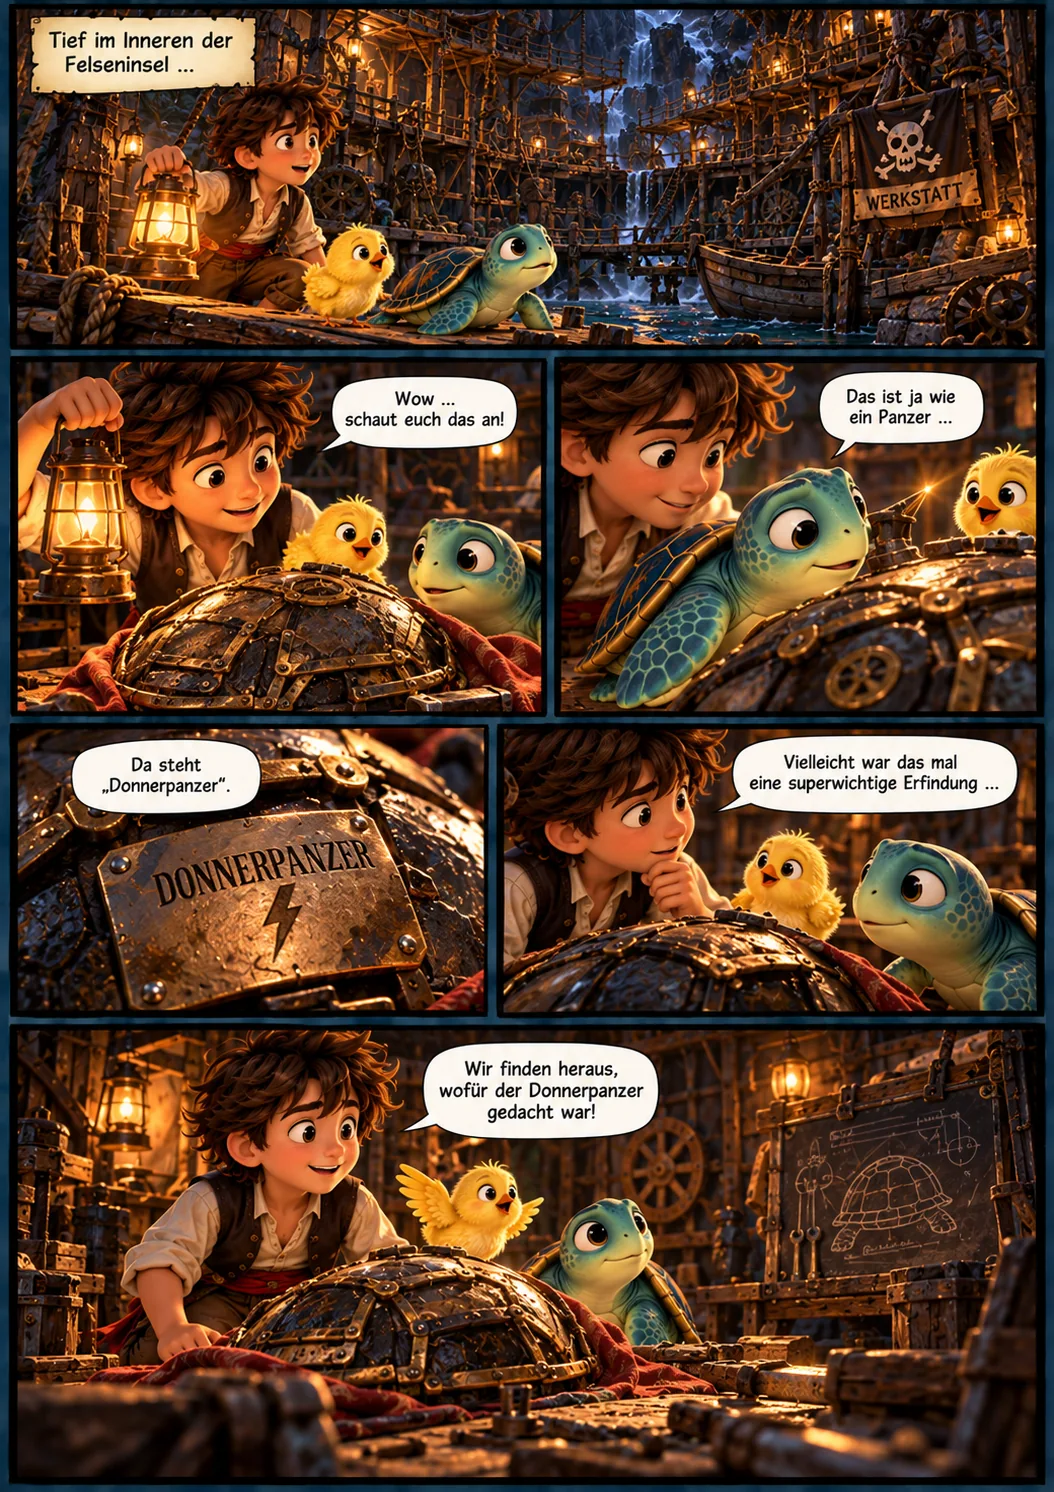 Tief im Inneren der
Felseninsel ...
WERKSTATT
Wow ...
schaut euch das an!
Das ist ja wie
ein Panzer ...
Da steht
„Donnerpanzer“.
DONNERPANZER
Vielleicht war das mal
eine superwichtige Erfindung ...
Wir finden heraus,
wofür der Donnerpanzer
gedacht war!